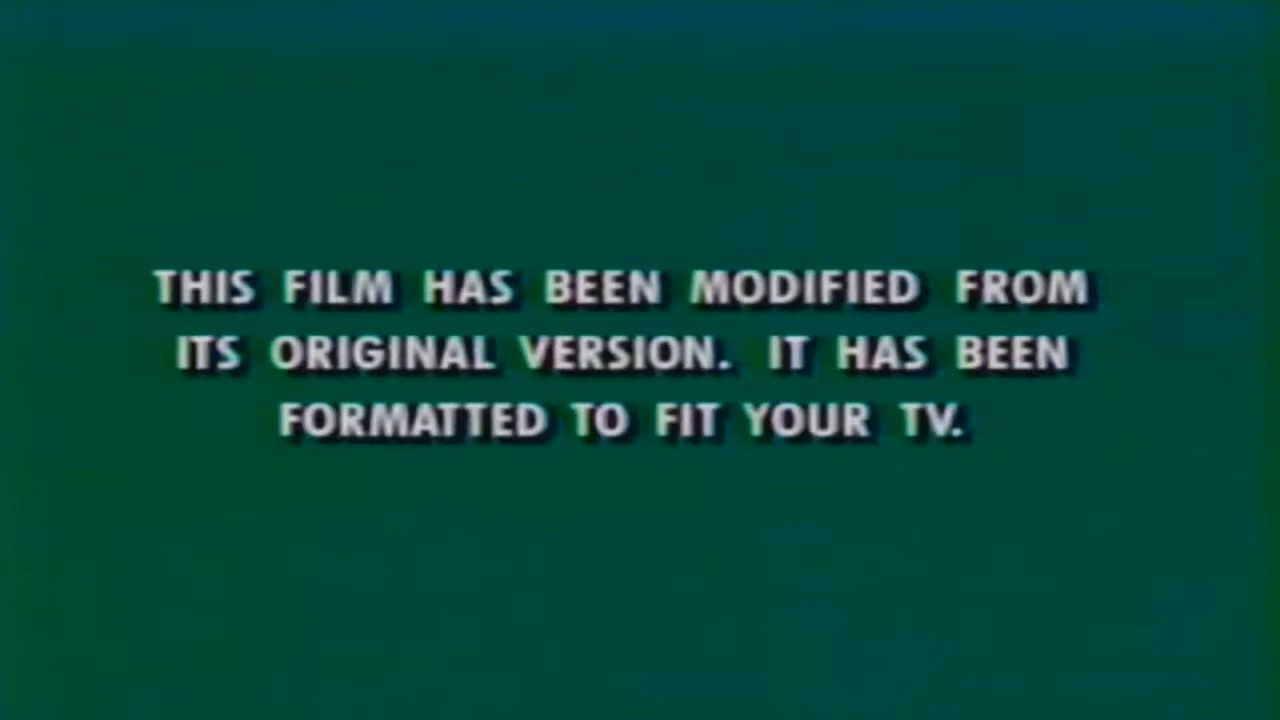 THIS FILM HAS BEEN MODIFIED FROM
ITS ORIGINAL VERSION. IT HAS BEEN
FORMATTED TO FIT YOUR TV.